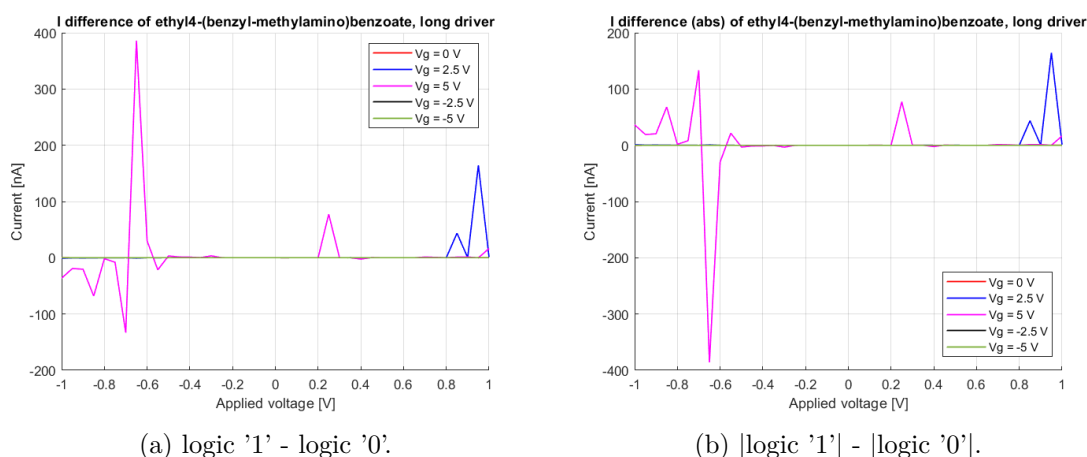 I difference of ethyl4-(benzyl-methylamino)benzoate, long driver
400
300
200
100
0
-100
-200
Current [nA]
Vg = 0 V
Vg = 2.5 V
Vg = 5 V
Vg = -2.5 V
Vg = -5 V
-1 -0.8 -0.6 -0.4 -0.2 0 0.2 0.4 0.6 0.8 1
Applied voltage [V]
(a) logic '1' - logic '0'.
I difference (abs) of ethyl4-(benzyl-methylamino)benzoate, long driver
200
100
0
-100
-200
-300
-400
Current [nA]
Vg = 0 V
Vg = 2.5 V
Vg = 5 V
Vg = -2.5 V
Vg = -5 V
-1 -0.8 -0.6 -0.4 -0.2 0 0.2 0.4 0.6 0.8 1
Applied voltage [V]
(b) |logic '1'| - |logic '0'|.